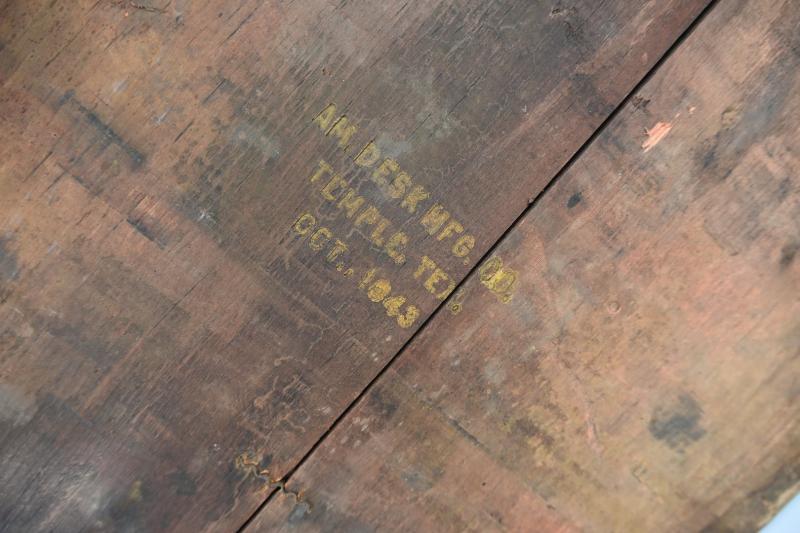 AM. DESK MFG. CO.
TEMPLE, TEX.
OCT., 1943